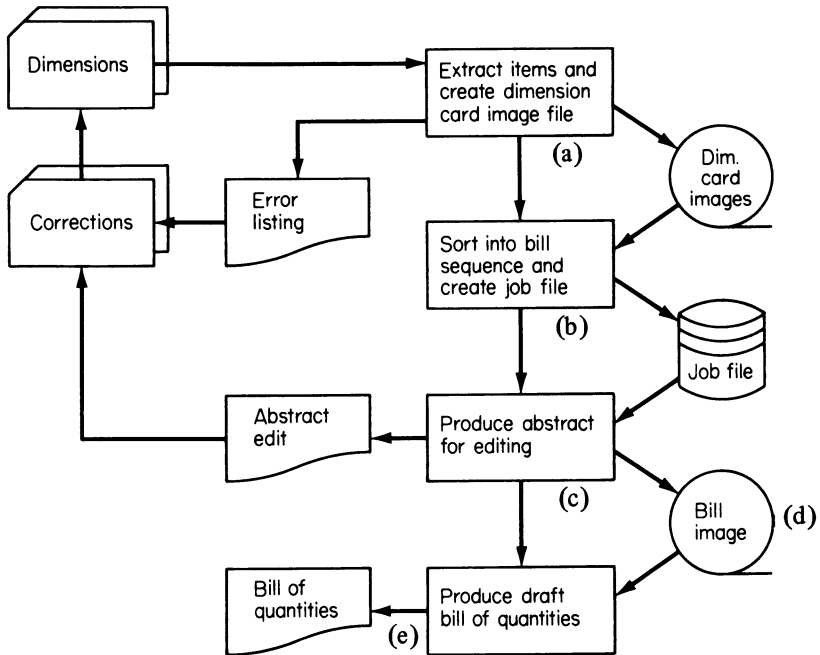 Dimensions
Extract items and
create dimension
card image file
(a)
Dim.
card
images
Corrections
Error
listing
Sort into bill
sequence and
create job file
(b)
Job file
Abstract
edit
Produce abstract
for editing
(c)
Bill
image
(d)
Bill of
quantities
(e)
Produce draft
bill of quantities